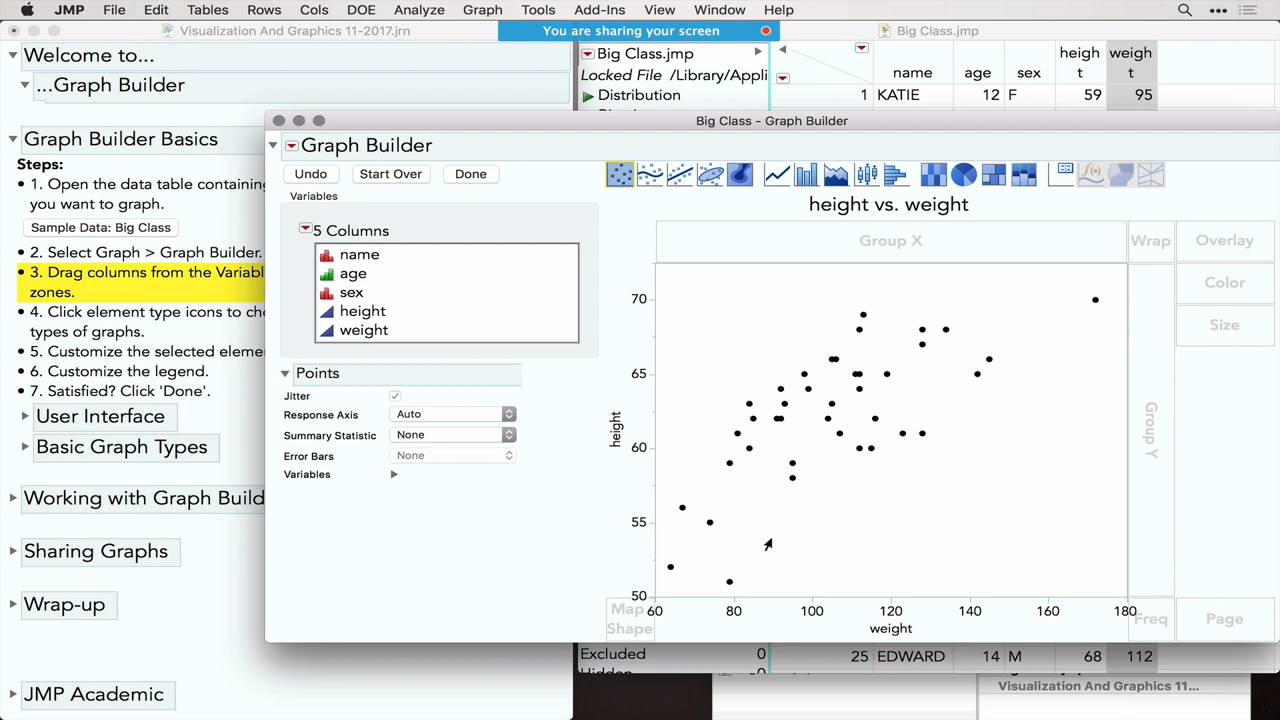 JMP File Edit Tables Rows Cols DOE Analyze Graph Tools Add-Ins View Window Help
Visualization And Graphics 11-2017.jrn
You are sharing your screen
Big Class.jmp
Welcome to...
...Graph Builder
Graph Builder Basics
Steps:
• 1. Open the data table containing
you want to graph.
Sample Data: Big Class
• 2. Select Graph > Graph Builder.
• 3. Drag columns from the Variabl
zones.
• 4. Click element type icons to ch
types of graphs.
• 5. Customize the selected eleme
• 6. Customize the legend.
• 7. Satisfied? Click 'Done'.
User Interface
Basic Graph Types
Working with Graph Build
Sharing Graphs
Wrap-up
JMP Academic
Big Class.jmp
Locked File /Library/Appli
Distribution
name age sex heigh
t weigh
t
1 KATIE 12 F 59 95
Big Class - Graph Builder
Graph Builder
Undo Start Over Done
Variables
5 Columns
name
age
sex
height
weight
Points
Jitter
Response Axis Auto
Summary Statistic None
Error Bars None
Variables
height vs. weight
Group X
Wrap
Overlay
Color
Size
Group Y
height
70
65
60
55
50
60 80 100 120 140 160 180
weight
Map
Shape
Freq
Page
Excluded 0
25 EDWARD 14 M 68 112
Visualization And Graphics 11...